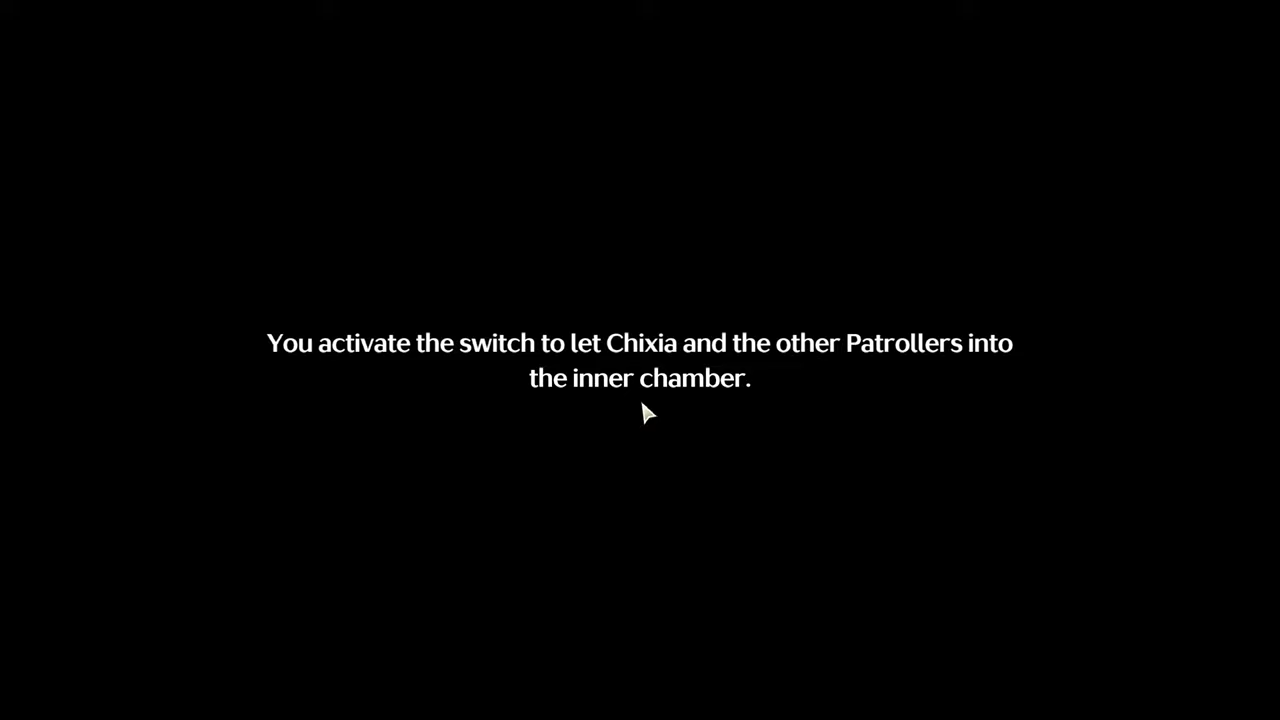 You activate the switch to let Chixia and the other Patrollers into
the inner chamber.